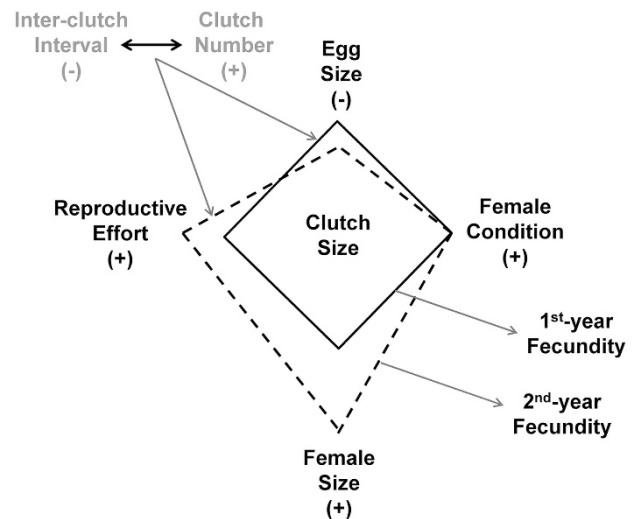 Inter-clutch
Interval
(-)
Clutch
Number
(+)
Egg
Size
(-)
Reproductive
Effort
(+)
Clutch
Size
Female
Condition
(+)
1st-year
Fecundity
2nd-year
Fecundity
Female
Size
(+)